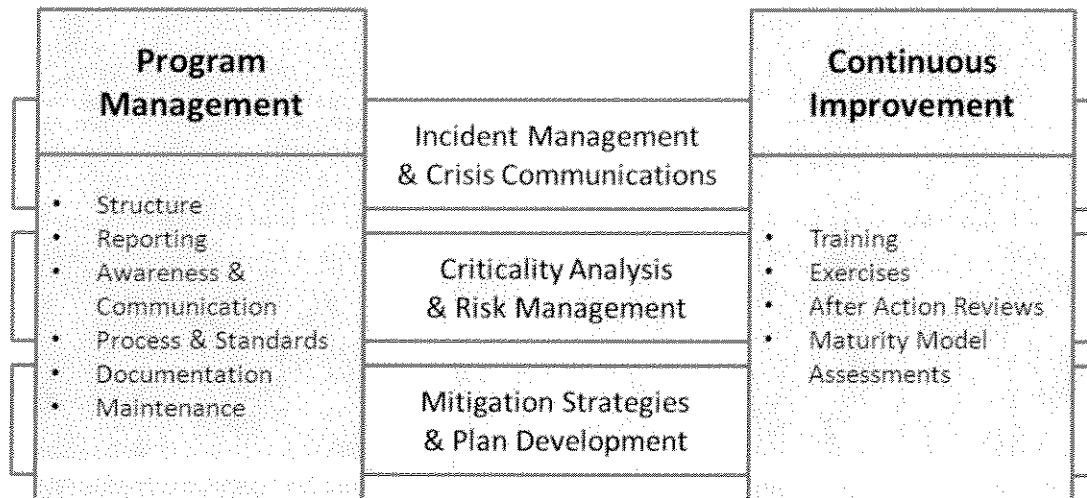 Program
Management
• Structure
• Reporting
• Awareness &
Communication
• Process & Standards
• Documentation
• Maintenance
Incident Management
& Crisis Communications
Criticality Analysis
& Risk Management
Mitigation Strategies
& Plan Development
Continuous
Improvement
• Training
• Exercises
• After Action Reviews
• Maturity Model
Assessments